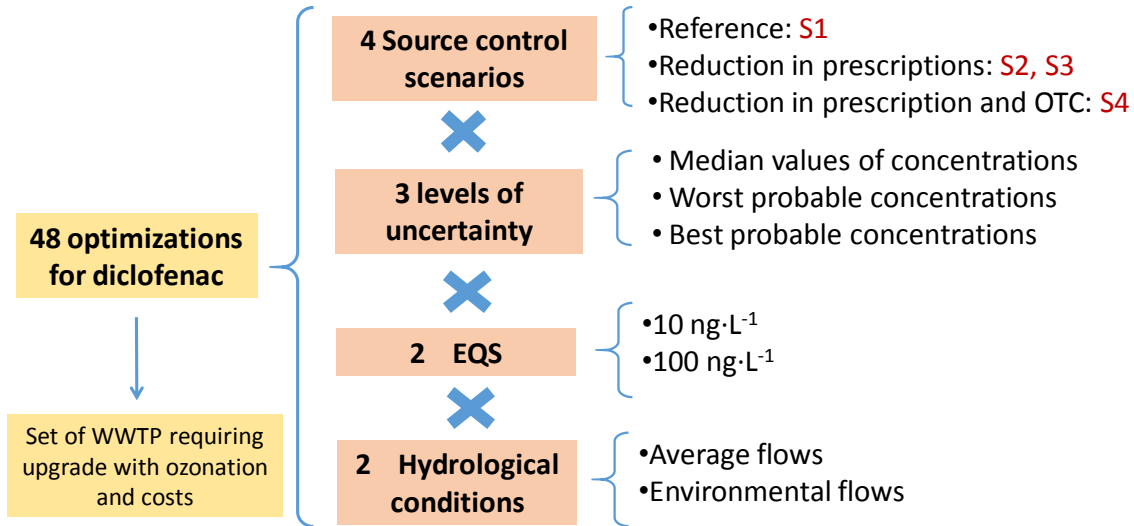 48 optimizations
for diclofenac
Set of WWTP requiring
upgrade with ozonation
and costs
4 Source control
scenarios
•Reference: S1
•Reduction in prescriptions: S2, S3
•Reduction in prescription and OTC: S4
3 levels of
uncertainty
• Median values of concentrations
• Worst probable concentrations
• Best probable concentrations
2 EQS
•10 ng·L⁻¹
•100 ng·L⁻¹
2 Hydrological
conditions
•Average flows
•Environmental flows